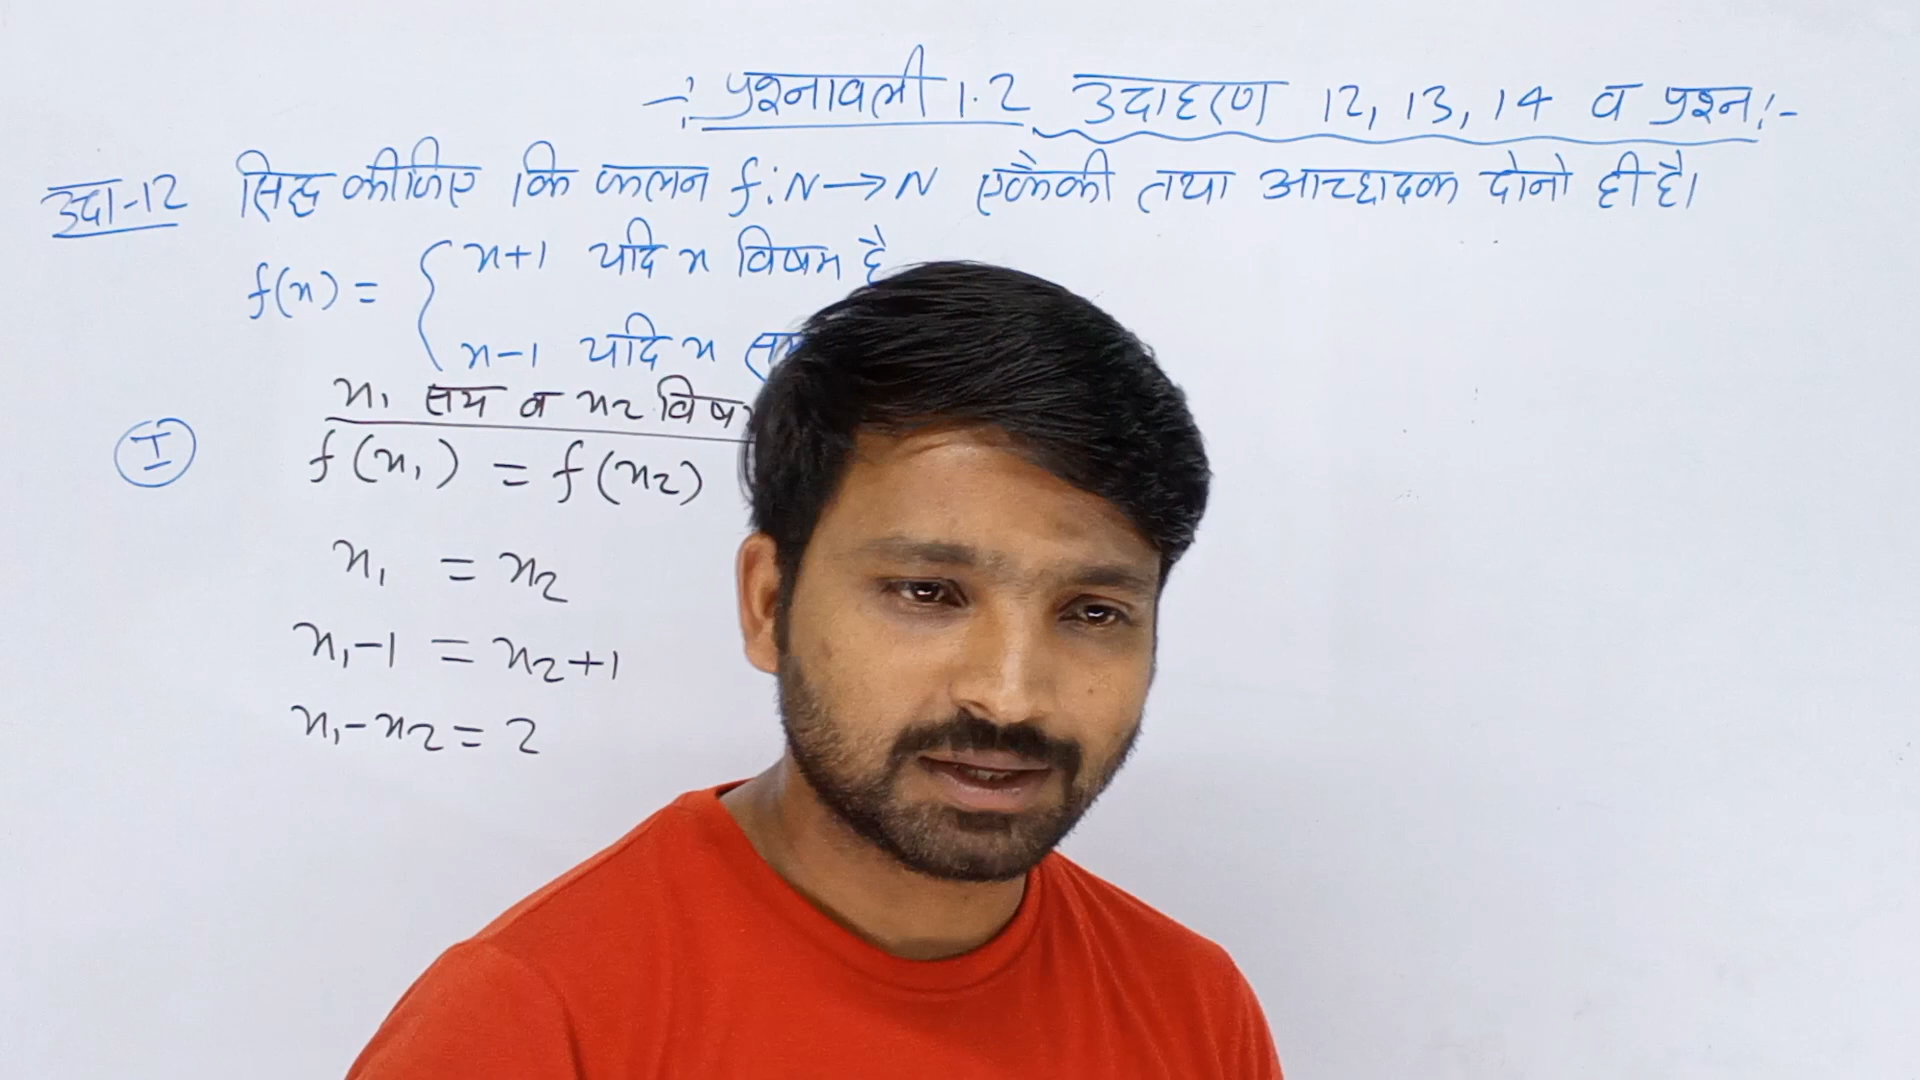 -: प्रश्नावली 1.2 उदाहरण 12, 13, 14 व प्रश्न:-
उदा-12 सिद्ध कीजिए कि फलन f:N→N एकैकी तथा आच्छादक दोनो ही है।
f(x) = { x+1 यदि x विषम है
x-1 यदि x
x₁ सम व x₂ विषम
I f(x₁) = f(x₂)
x₁ = x₂
x₁-1 = x₂+1
x₁-x₂=2